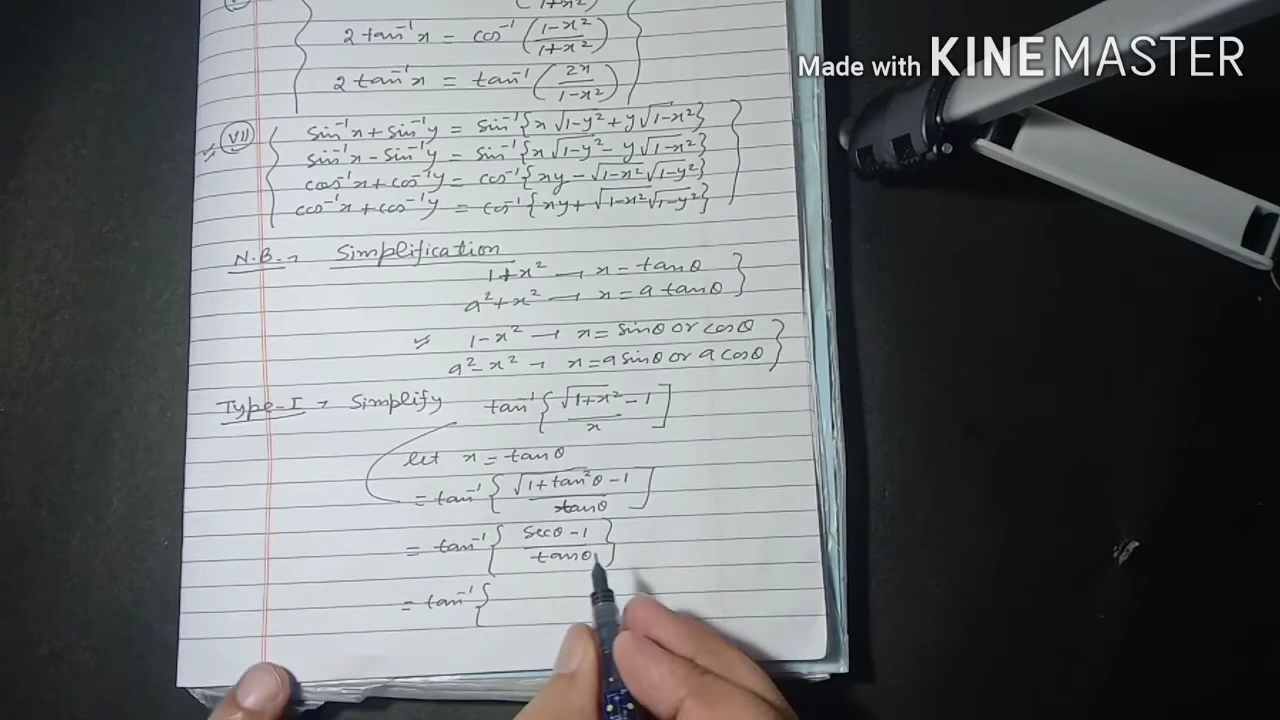 Made with KINEMASTER
2 tan⁻¹x = cos⁻¹ (1-x²/1+x²)
2 tan⁻¹x = tan⁻¹ (2x/1-x²)
(VII) sin⁻¹x + sin⁻¹y = sin⁻¹{x √1-y² + y √1-x²}
sin⁻¹x - sin⁻¹y = sin⁻¹{x √1-y² - y √1-x²}
cos⁻¹x + cos⁻¹y = cos⁻¹{xy - √1-x² √1-y²}
cos⁻¹x + cos⁻¹y = cos⁻¹{xy + √1-x² √1-y²}
N.B. → Simplification
1+x² → x = tanθ
a²+x² → x = a tanθ
1-x² → x = sinθ or cosθ
a²-x² → x = a sinθ or a cosθ
Type-I → Simplify tan⁻¹{√1+x² - 1/x]
let x = tanθ
= tan⁻¹{√1+tan²θ - 1/tanθ]
= tan⁻¹{secθ - 1/tanθ}
= tan⁻¹{